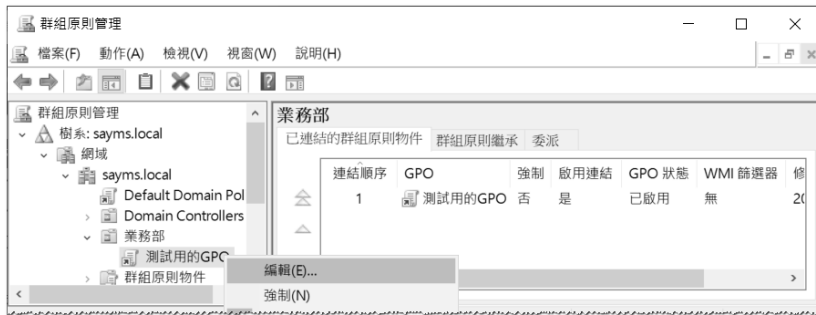 群組原則管理
檔案(F) 動作(A) 檢視(V) 視窗(W) 說明(H)
群組原則管理
樹系: sayms.local
網域
sayms.local
Default Domain Pol
Domain Controllers
業務部
測試用的GPO
群組原則物件
業務部
已連結的群組原則物件 群組原則繼承 委派
連結順序 GPO 強制 啟用連結 GPO 狀態 WMI 篩選器 修
1 測試用的GPO 否 是 已啟用 無 20
編輯(E)...
強制(N)